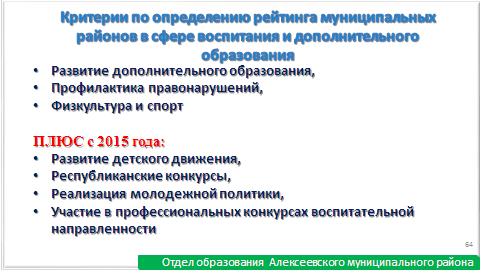 Критерии по определению рейтинга муниципальных
районов в сфере воспитания и дополнительного
образования
• Развитие дополнительного образования,
• Профилактика правонарушений,
• Физкультура и спорт
ПЛЮС с 2015 года:
• Развитие детского движения,
• Республиканские конкурсы,
• Реализация молодежной политики,
• Участие в профессиональных конкурсах воспитательной
направленности
64
Отдел образования Алексеевского муниципального района